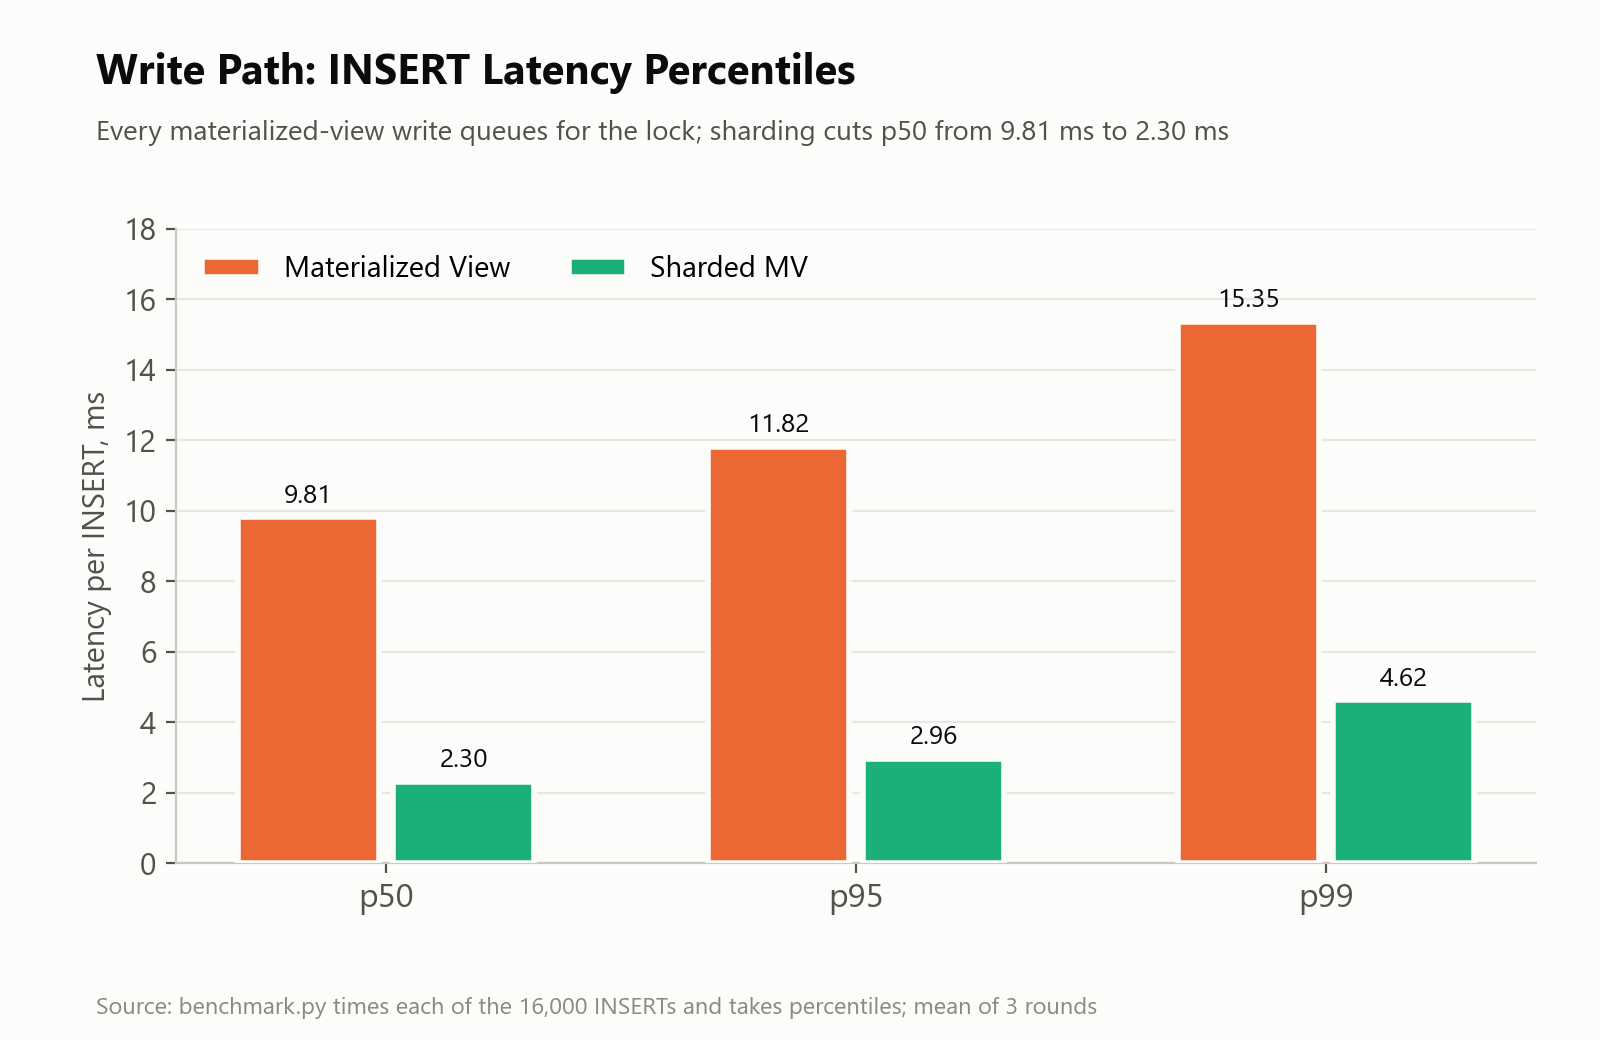 Write Path: INSERT Latency Percentiles
Every materialized-view write queues for the lock; sharding cuts p50 from 9.81 ms to 2.30 ms
Materialized View
Sharded MV
Latency per INSERT, ms
18
16
14
12
10
8
6
4
2
0
9.81
2.30
11.82
2.96
15.35
4.62
p50
p95
p99
Source: benchmark.py times each of the 16,000 INSERTs and takes percentiles; mean of 3 rounds